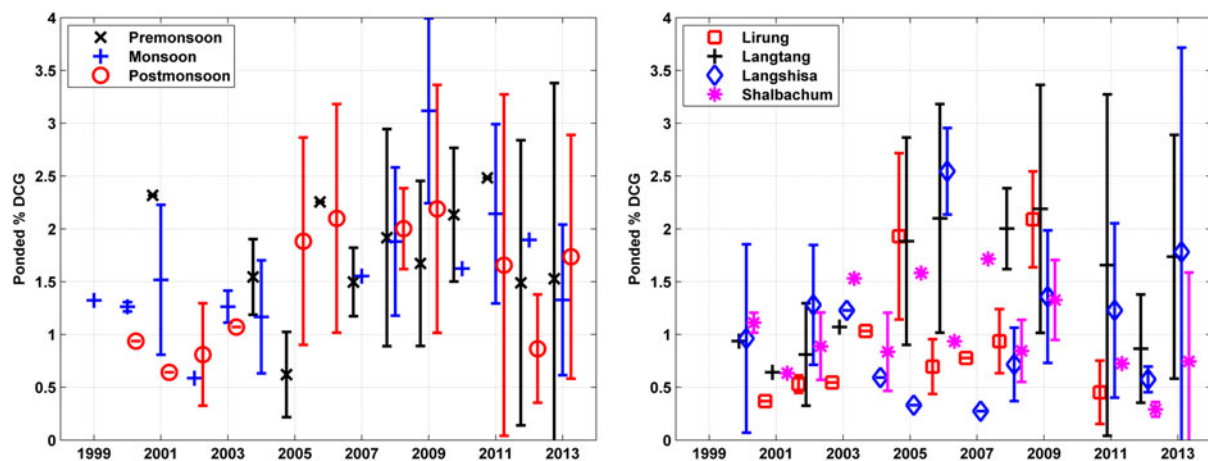 4
3.5
3
2.5
2
1.5
1
0.5
0
Ponded % DCG
Premonsoon
Monsoon
Postmonsoon
1999 2001 2003 2005 2007 2009 2011 2013
4
3.5
3
2.5
2
1.5
1
0.5
0
Ponded % DCG
Lirung
Langtang
Langshisa
Shalbachum
1999 2001 2003 2005 2007 2009 2011 2013